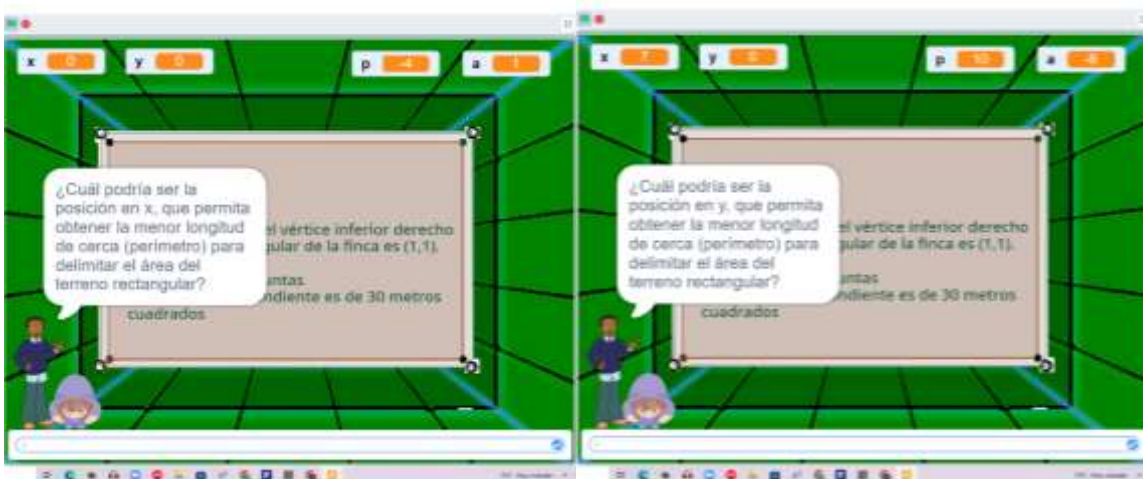 x 0 y 0 p -4 a 1
¿Cuál podría ser la
posición en x, que permita
obtener la menor longitud
de cerca (perímetro) para
delimitar el área del
terreno rectangular?
el vértice inferior derecho
gular de la finca es (1,1).
untas
ndiente es de 30 metros
cuadrados
x 7 y p 10 a
¿Cuál podría ser la
posición en y, que permita
obtener la menor longitud
de cerca (perímetro) para
delimitar el área del
terreno rectangular?
el vértice inferior derecho
gular de la finca es (1,1).
untas
ndiente es de 30 metros
cuadrados